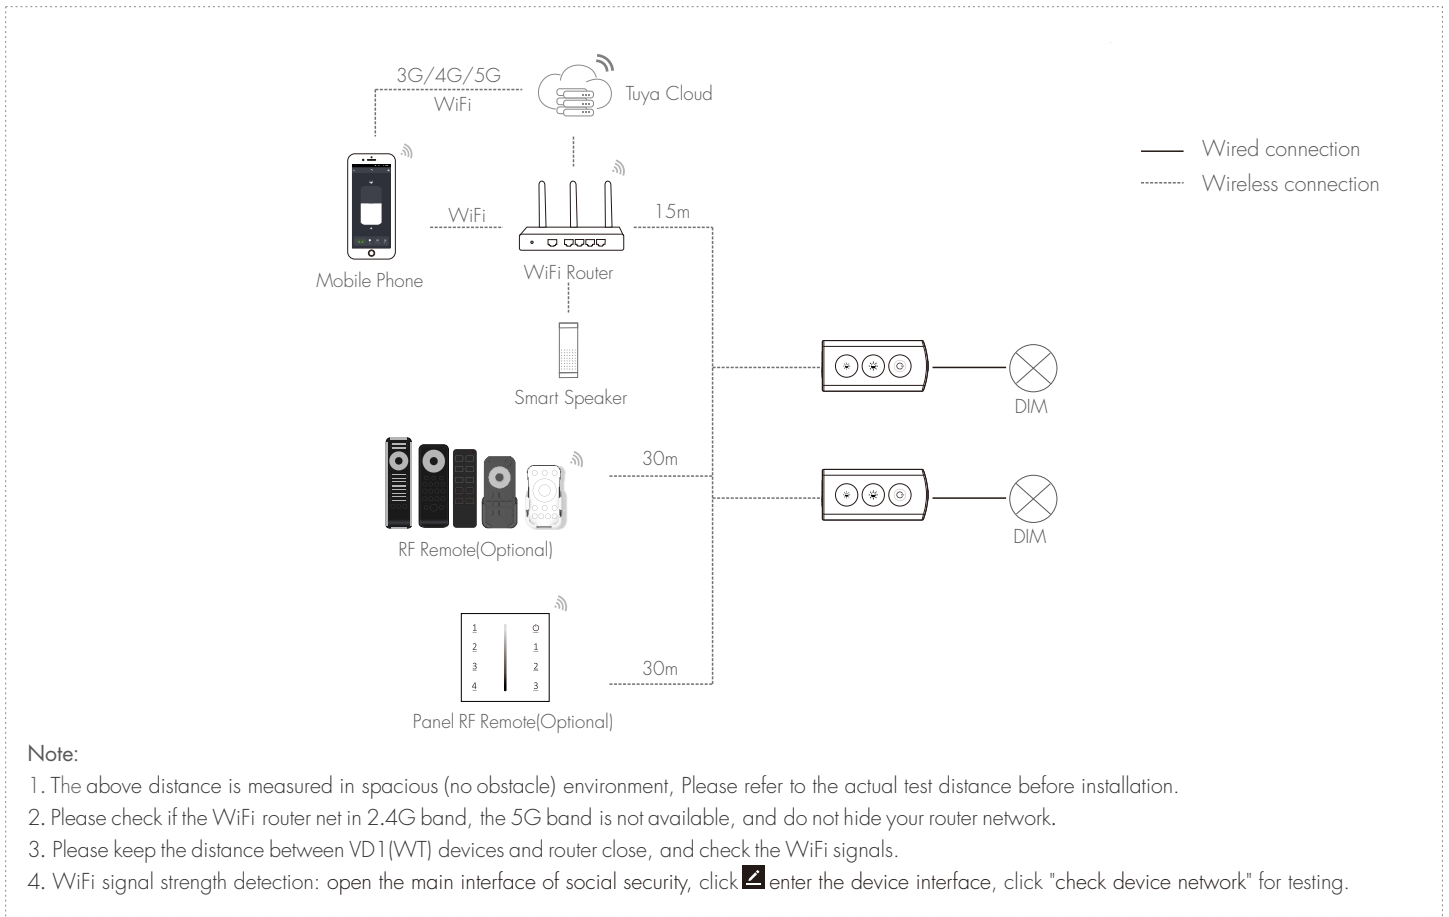 3G/4G/5G
WiFi
Tuya Cloud
Wired connection
Wireless connection
WiFi
15m
Mobile Phone
WiFi Router
Smart Speaker
DIM
30m
RF Remote(Optional)
DIM
1
2
3
4
1
2
3
30m
Panel RF Remote(Optional)
Note:
1. The above distance is measured in spacious (no obstacle) environment, Please refer to the actual test distance before installation.
2. Please check if the WiFi router net in 2.4G band, the 5G band is not available, and do not hide your router network.
3. Please keep the distance between VD1(WT) devices and router close, and check the WiFi signals.
4. WiFi signal strength detection: open the main interface of social security, click enter the device interface, click "check device network" for testing.